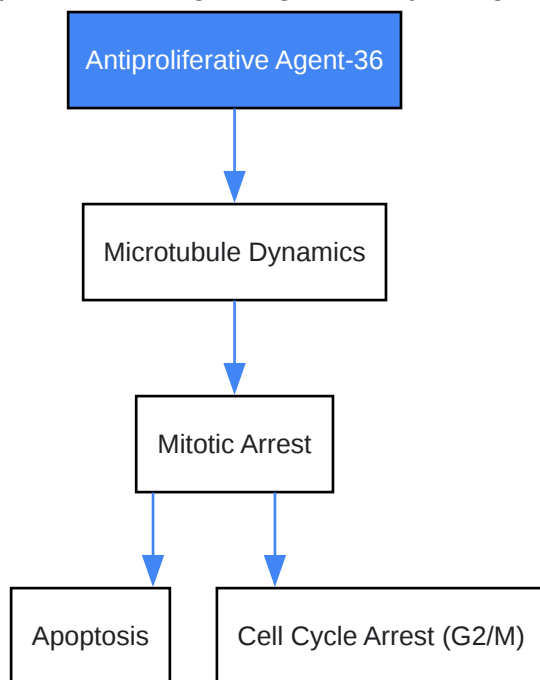 Antiproliferative Agent-36
Microtubule Dynamics
Mitotic Arrest
Apoptosis
Cell Cycle Arrest (G2/M)